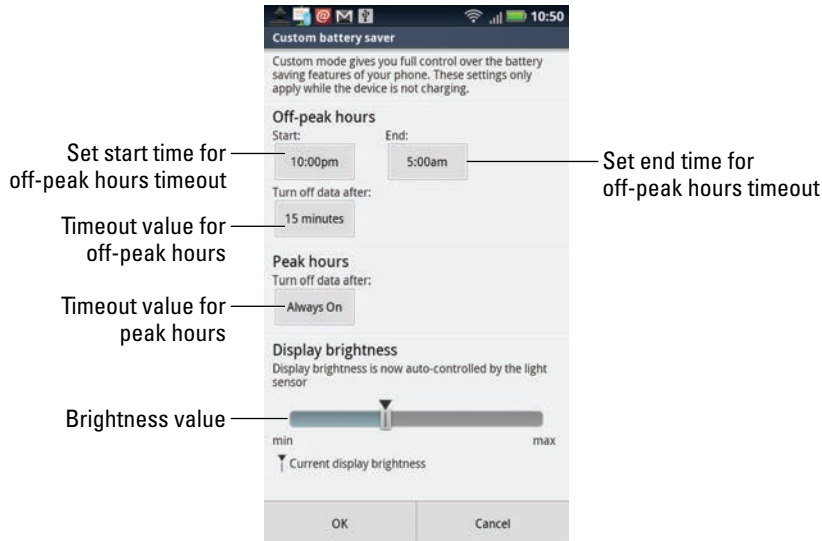 10:50
Custom battery saver
Custom mode gives you full control over the battery
saving features of your phone. These settings only
apply while the device is not charging.
Off-peak hours
Start: End:
10:00pm 5:00am
Set start time for
off-peak hours timeout
Set end time for
off-peak hours timeout
Turn off data after:
15 minutes
Timeout value for
off-peak hours
Peak hours
Turn off data after:
Always On
Timeout value for
peak hours
Display brightness
Display brightness is now auto-controlled by the light
sensor
Brightness value
min max
Current display brightness
OK Cancel